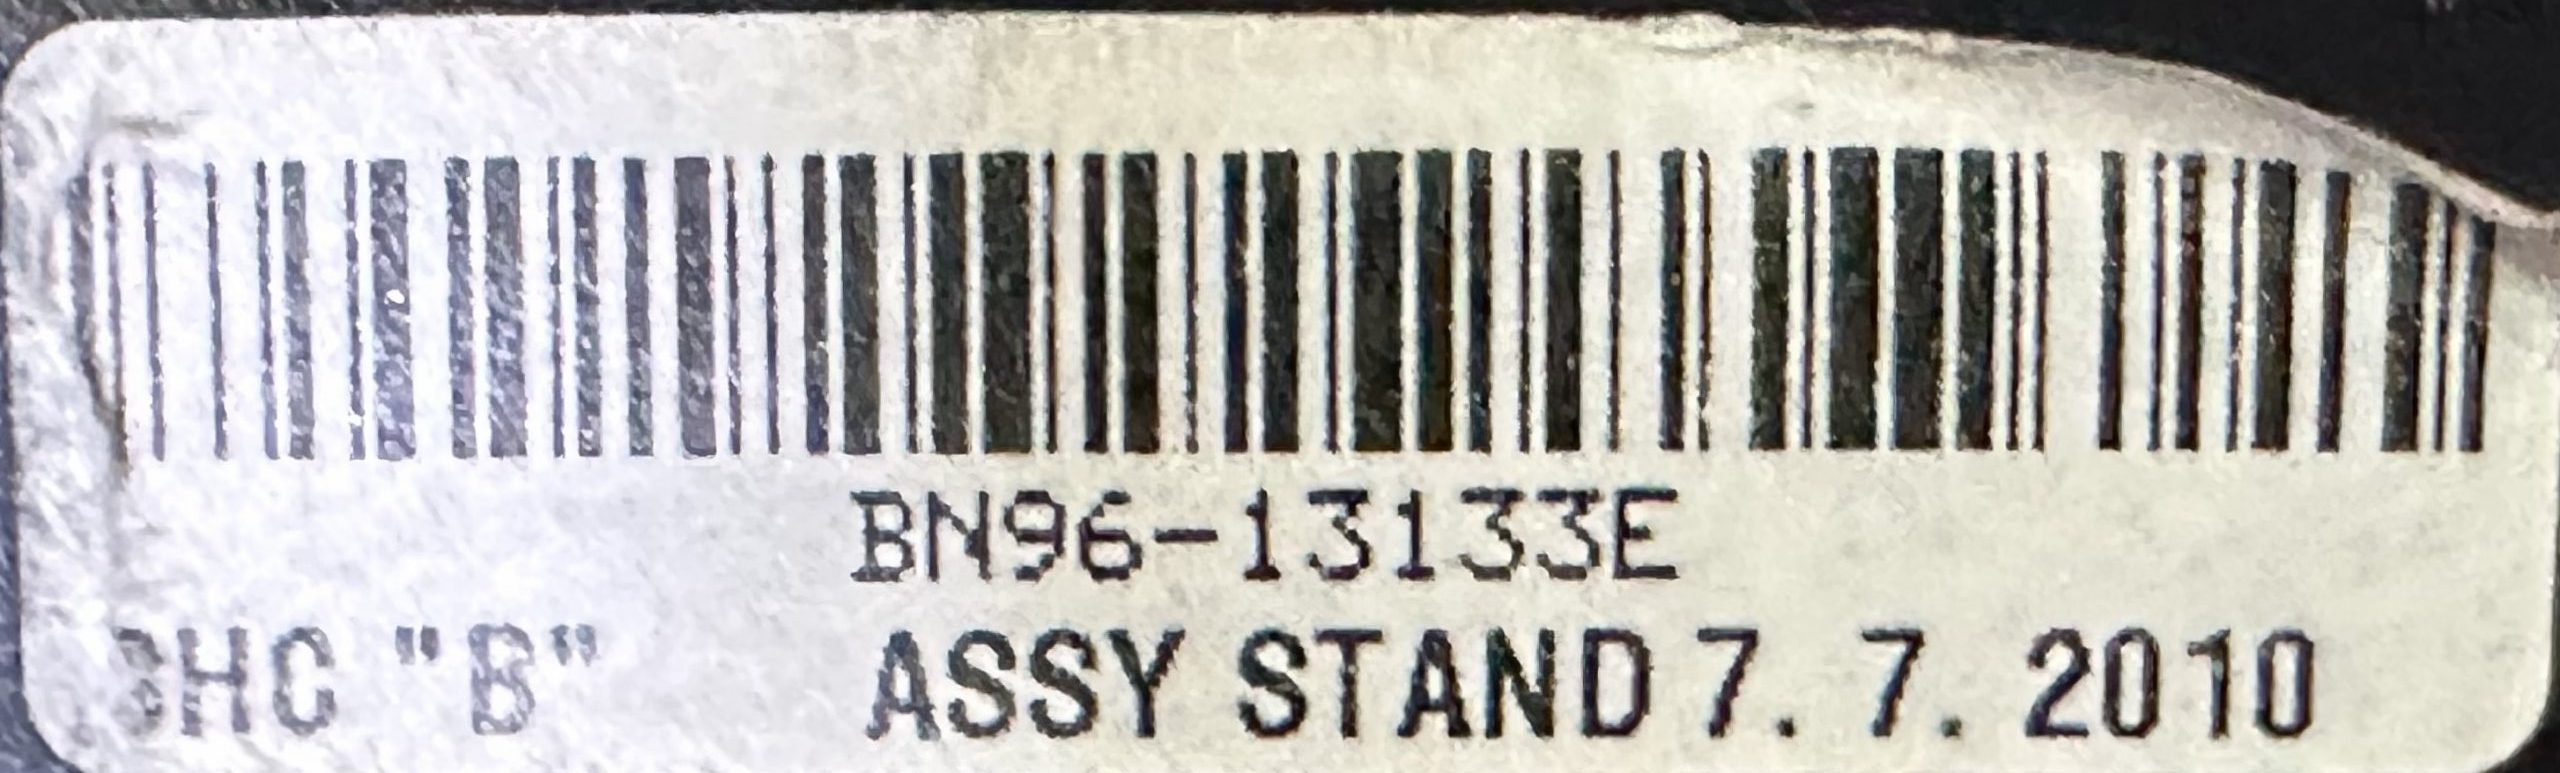 BN96-13133E
"B" ASSY STAND 7. 7. 2010